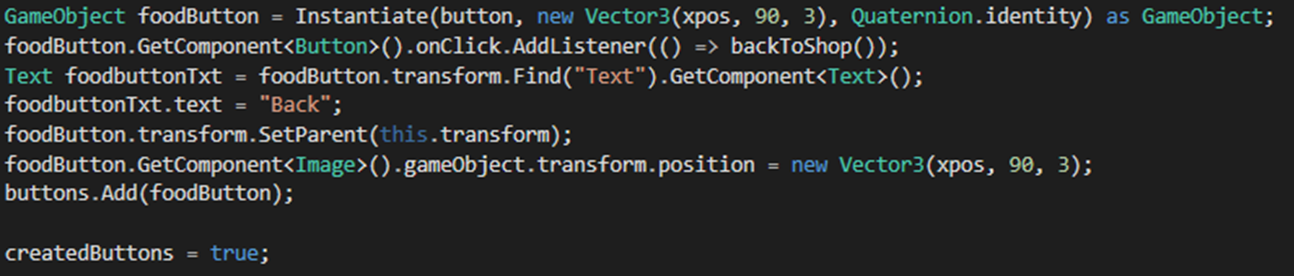 GameObject foodButton = Instantiate(button, new Vector3(xpos, 90, 3), Quaternion.identity) as GameObject;
foodButton.GetComponent<Button>().onClick.AddListener(() => backToShop());
Text foodbuttonTxt = foodButton.transform.Find("Text").GetComponent<Text>();
foodbuttonTxt.text = "Back";
foodButton.transform.SetParent(this.transform);
foodButton.GetComponent<Image>().gameObject.transform.position = new Vector3(xpos, 90, 3);
buttons.Add(foodButton);

createdButtons = true;